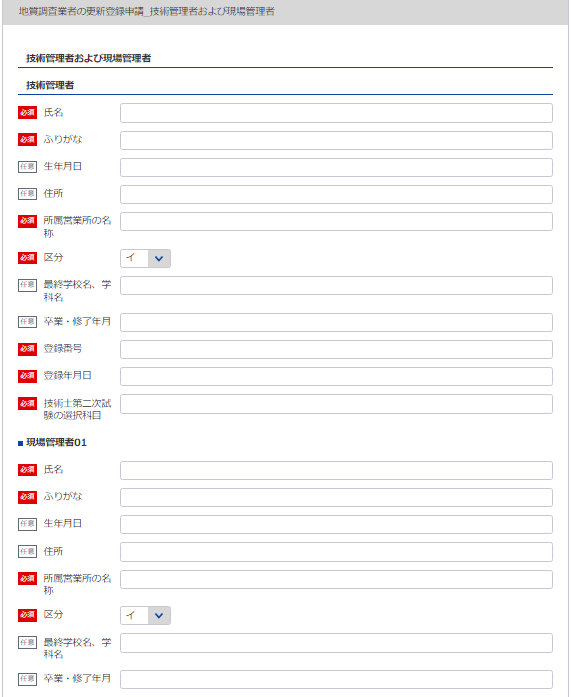 地質調査業者の更新登録申請_技術管理者および現場管理者
技術管理者および現場管理者
技術管理者
必須 氏名
必須 ふりがな
任意 生年月日
任意 住所
必須 所属営業所の名
称
必須 区分 イ
任意 最終学校名、学
科名
任意 卒業・修了年月
必須 登録番号
必須 登録年月日
必須 技術士第二次試
験の選択科目
現場管理者01
必須 氏名
必須 ふりがな
任意 生年月日
任意 住所
必須 所属営業所の名
称
必須 区分 イ
任意 最終学校名、学
科名
任意 卒業・修了年月